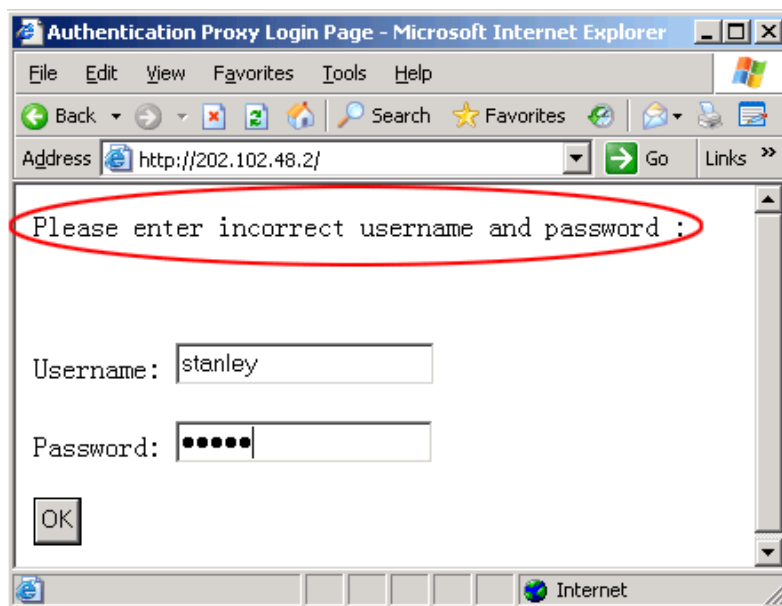 Authentication Proxy Login Page - Microsoft Internet Explorer
File Edit View Favorites Tools Help
Back Search Favorites
Address http://202.102.48.2/ Go Links »
Please enter incorrect username and password :
Username: stanley
Password: •••••
OK
Internet